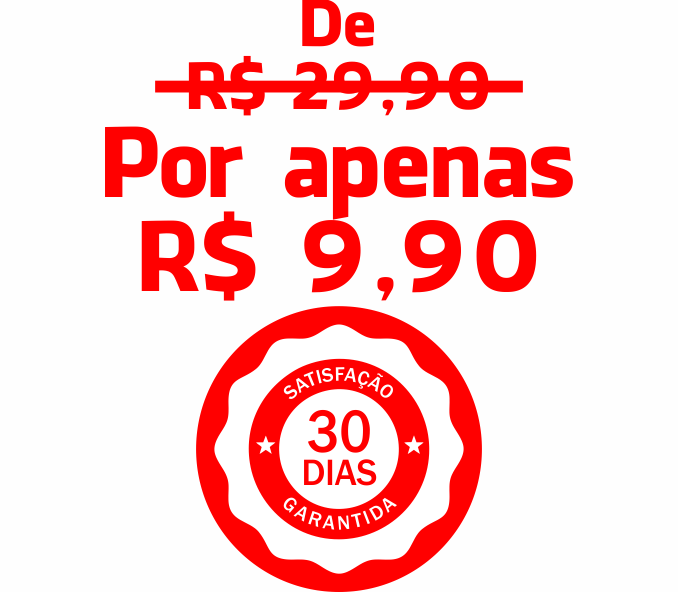 De
R$ 29,90
Por apenas
R$ 9,90
SATISFAÇÃO
30
DIAS
GARANTIDA